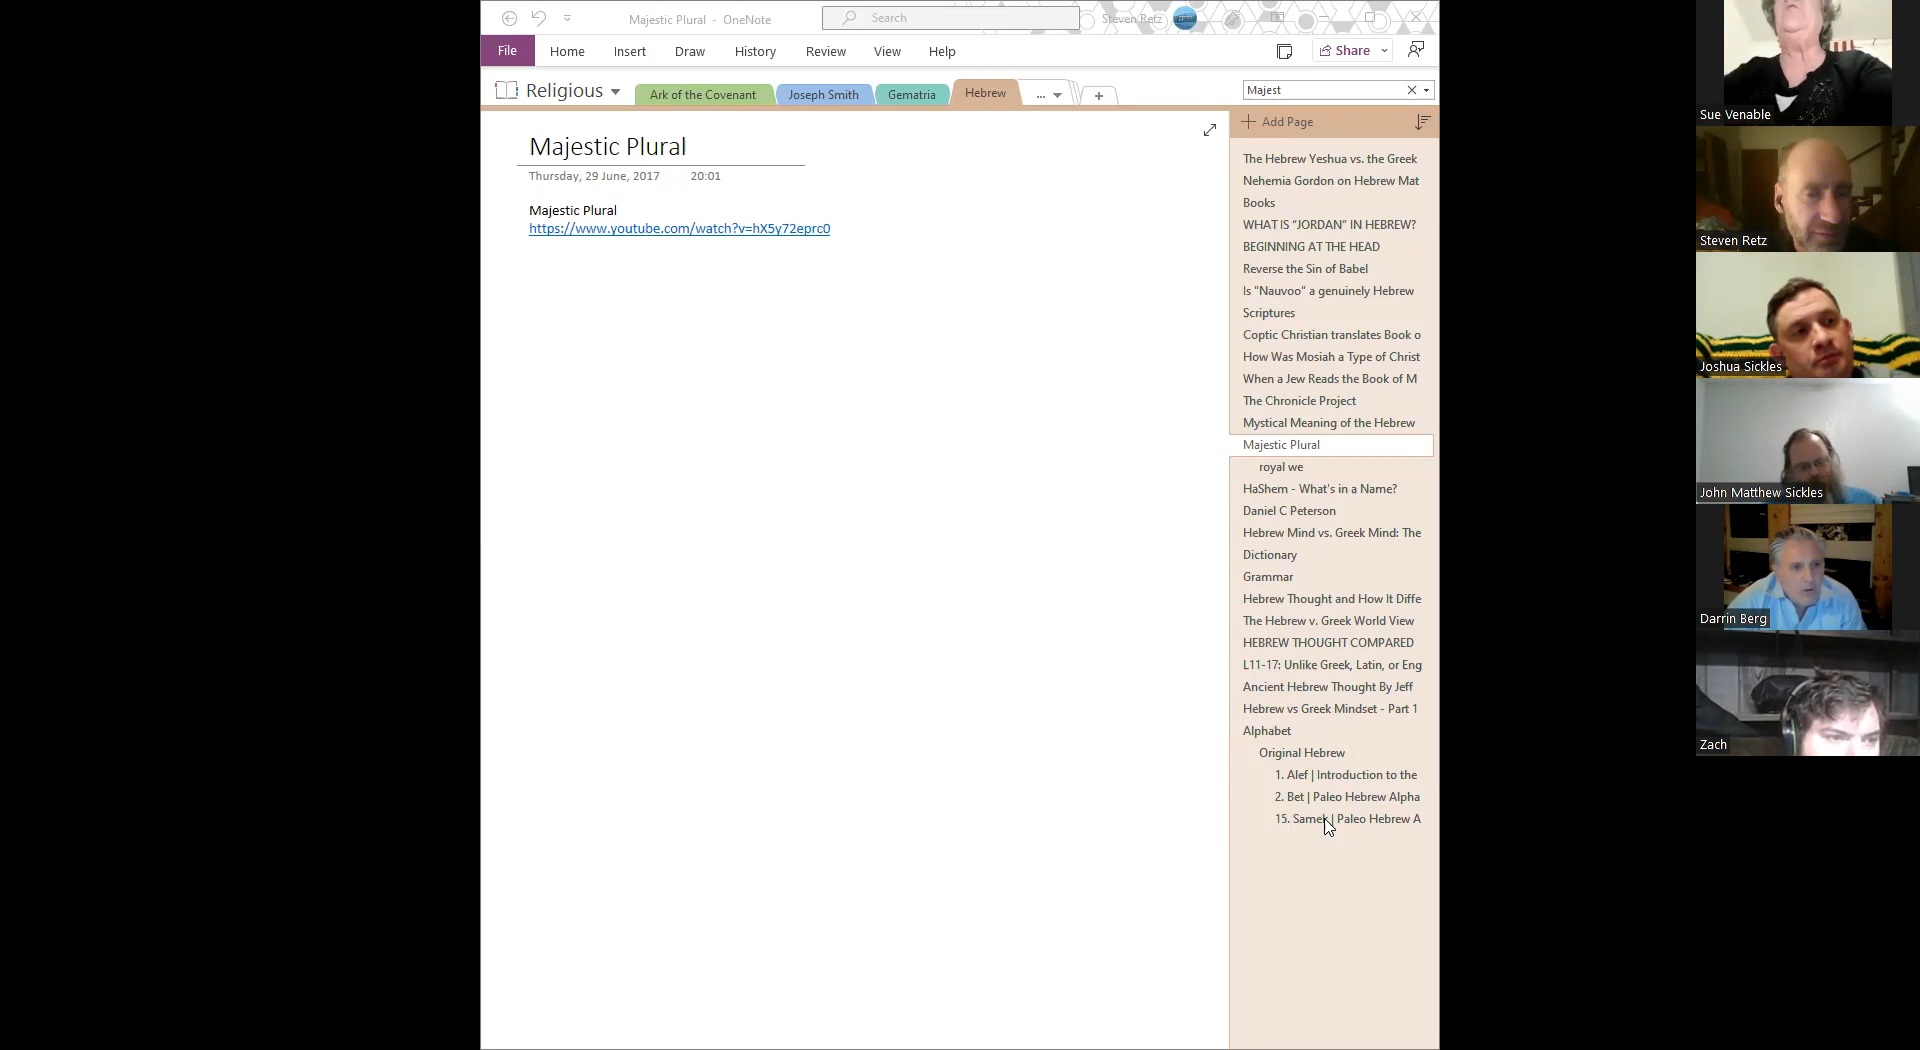 Majestic Plural - OneNote
Search
Steven Retz
File Home Insert Draw History Review View Help
Share
Religious
Ark of the Covenant
Joseph Smith
Gematria
Hebrew
...
Majest
Majestic Plural
Thursday, 29 June, 2017 20:01
Majestic Plural
https://www.youtube.com/watch?v=hX5y72eprc0
Add Page
The Hebrew Yeshua vs. the Greek
Nehemia Gordon on Hebrew Mat
Books
WHAT IS “JORDAN” IN HEBREW?
BEGINNING AT THE HEAD
Reverse the Sin of Babel
Is "Nauvoo" a genuinely Hebrew
Scriptures
Coptic Christian translates Book o
How Was Mosiah a Type of Christ
When a Jew Reads the Book of M
The Chronicle Project
Mystical Meaning of the Hebrew
Majestic Plural
royal we
HaShem - What's in a Name?
Daniel C Peterson
Hebrew Mind vs. Greek Mind: The
Dictionary
Grammar
Hebrew Thought and How It Diffe
The Hebrew v. Greek World View
HEBREW THOUGHT COMPARED
L11-17: Unlike Greek, Latin, or Eng
Ancient Hebrew Thought By Jeff
Hebrew vs Greek Mindset - Part 1
Alphabet
Original Hebrew
1. Alef | Introduction to the
2. Bet | Paleo Hebrew Alpha
15. Samek | Paleo Hebrew A
Sue Venable
Steven Retz
Joshua Sickles
John Matthew Sickles
Darrin Berg
Zach